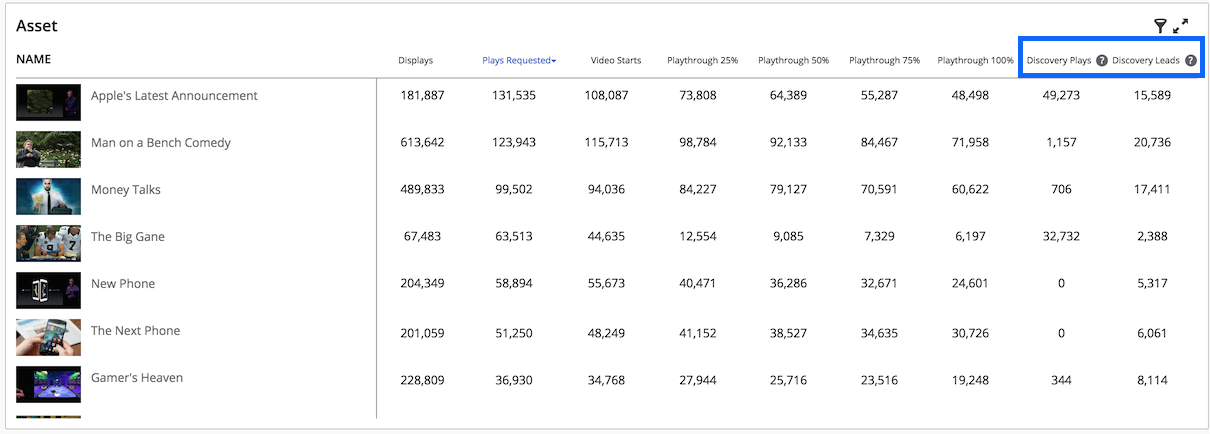 Asset
NAME Displays Plays Requested Video Starts Playthrough 25% Playthrough 50% Playthrough 75% Playthrough 100% Discovery Plays ? Discovery Leads ?
Apple's Latest Announcement 181,887 131,535 108,087 73,808 64,389 55,287 48,498 49,273 15,589
Man on a Bench Comedy 613,642 123,943 115,713 98,784 92,133 84,467 71,958 1,157 20,736
Money Talks 489,833 99,502 94,036 84,227 79,127 70,591 60,622 706 17,411
The Big Gane 67,483 63,513 44,635 12,554 9,085 7,329 6,197 32,732 2,388
New Phone 204,349 58,894 55,673 40,471 36,286 32,671 24,601 0 5,317
The Next Phone 201,059 51,250 48,249 41,152 38,527 34,635 30,726 0 6,061
Gamer's Heaven 228,809 36,930 34,768 27,944 25,716 23,516 19,248 344 8,114